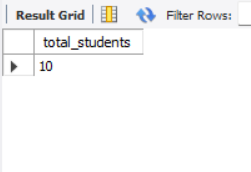 Result Grid Filter Rows:
total_students
10